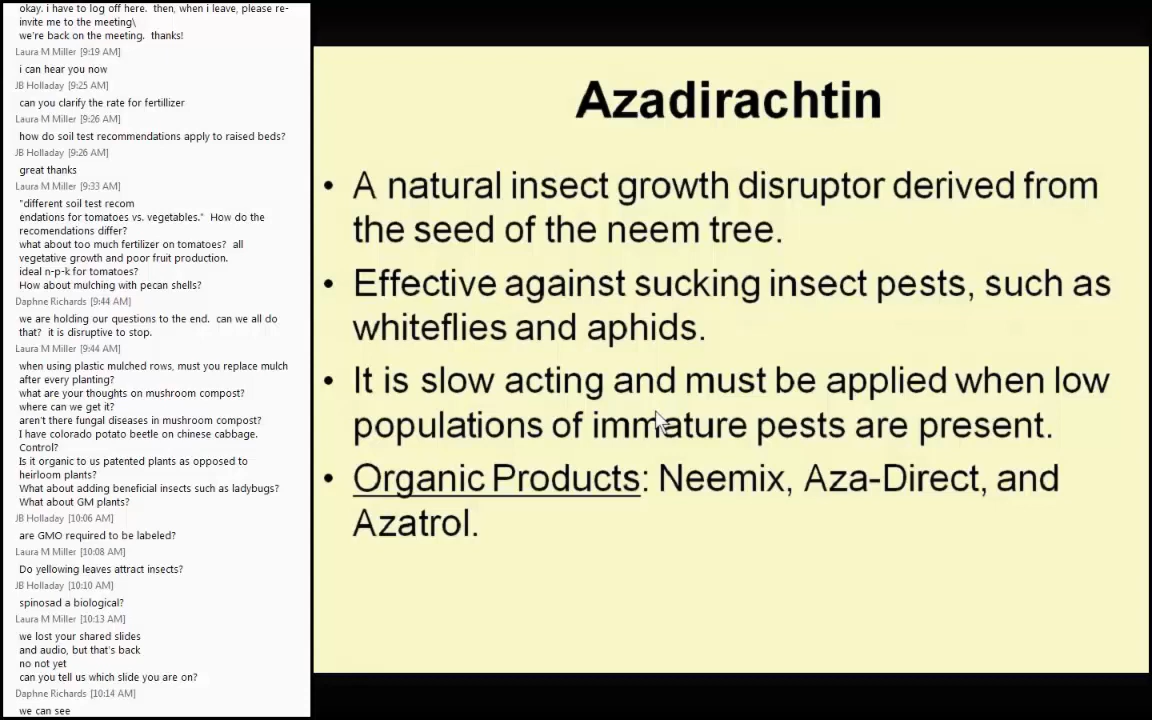 okay. i have to log off here. then, when i leave, please re-
invite me to the meeting\
we're back on the meeting. thanks!
Laura M Miller [9:19 AM]
i can hear you now
JB Holladay [9:25 AM]
can you clarify the rate for fertillizer
Laura M Miller [9:26 AM]
how do soil test recommendations apply to raised beds?
JB Holladay [9:26 AM]
great thanks
Laura M Miller [9:33 AM]
"different soil test recom
endations for tomatoes vs. vegetables." How do the
recomendations differ?
what about too much fertilizer on tomatoes? all
vegetative growth and poor fruit production.
ideal n-p-k for tomatoes?
How about mulching with pecan shells?
Daphne Richards [9:44 AM]
we are holding our questions to the end. can we all do
that? it is disruptive to stop.
Laura M Miller [9:44 AM]
when using plastic mulched rows, must you replace mulch
after every planting?
what are your thoughts on mushroom compost?
where can we get it?
aren't there fungal diseases in mushroom compost?
I have colorado potato beetle on chinese cabbage.
Control?
Is it organic to us patented plants as opposed to
heirloom plants?
What about adding beneficial insects such as ladybugs?
What about GM plants?
JB Holladay [10:06 AM]
are GMO required to be labeled?
Laura M Miller [10:08 AM]
Do yellowing leaves attract insects?
JB Holladay [10:10 AM]
spinosad a biological?
Laura M Miller [10:13 AM]
we lost your shared slides
and audio, but that's back
no not yet
can you tell us which slide you are on?
Daphne Richards [10:14 AM]
we can see
Azadirachtin
• A natural insect growth disruptor derived from
the seed of the neem tree.
• Effective against sucking insect pests, such as
whiteflies and aphids.
• It is slow acting and must be applied when low
populations of immature pests are present.
• Organic Products: Neemix, Aza-Direct, and
Azatrol.